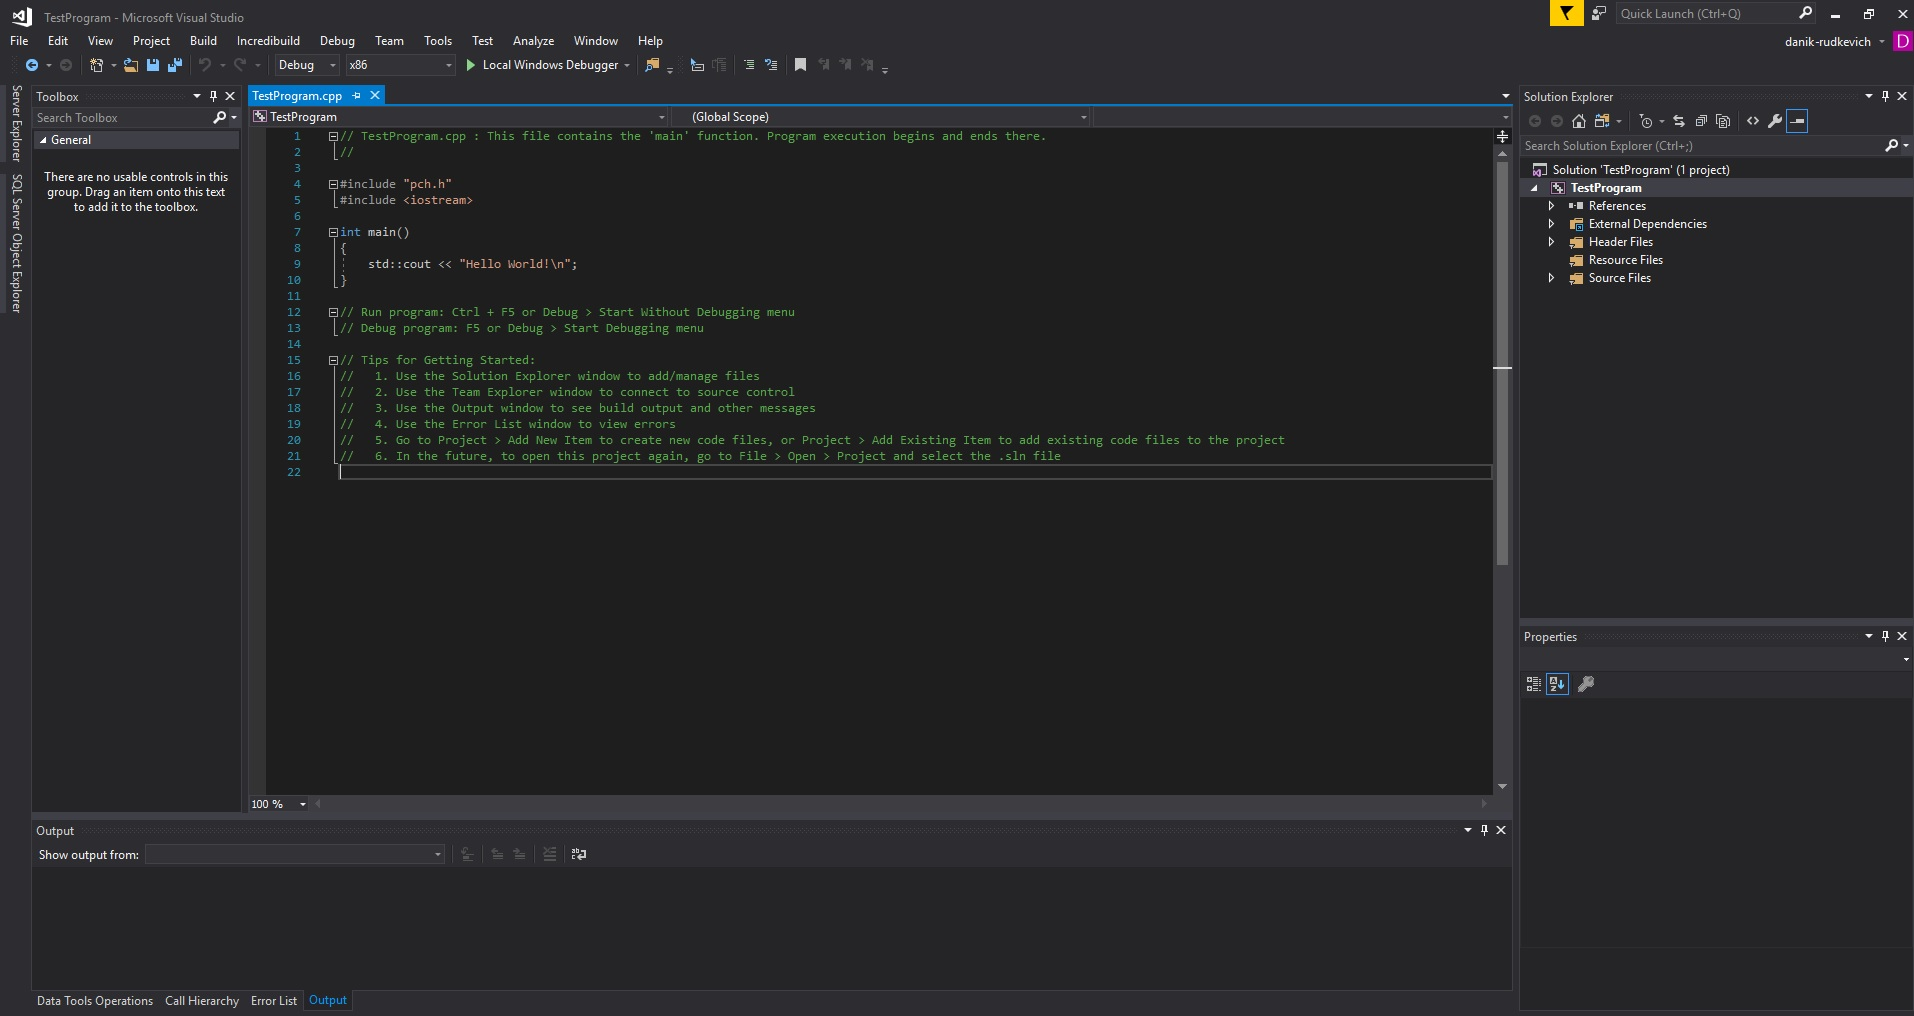 TestProgram - Microsoft Visual Studio
Quick Launch (Ctrl+Q)
File Edit View Project Build Incredibuild Debug Team Tools Test Analyze Window Help
danik-rudkevich D
Debug x86 Local Windows Debugger
Server Explorer
SQL Server Object Explorer
Toolbox
Search Toolbox
General
There are no usable controls in this
group. Drag an item onto this text
to add it to the toolbox.
TestProgram.cpp
TestProgram (Global Scope)
1 // TestProgram.cpp : This file contains the 'main' function. Program execution begins and ends there.
2 //
3
4 #include "pch.h"
5 #include <iostream>
6
7 int main()
8 {
9 std::cout << "Hello World!\n";
10 }
11
12 // Run program: Ctrl + F5 or Debug > Start Without Debugging menu
13 // Debug program: F5 or Debug > Start Debugging menu
14
15 // Tips for Getting Started:
16 //   1. Use the Solution Explorer window to add/manage files
17 //   2. Use the Team Explorer window to connect to source control
18 //   3. Use the Output window to see build output and other messages
19 //   4. Use the Error List window to view errors
20 //   5. Go to Project > Add New Item to create new code files, or Project > Add Existing Item to add existing code files to the project
21 //   6. In the future, to open this project again, go to File > Open > Project and select the .sln file
22
100 %
Output
Show output from:
Data Tools Operations Call Hierarchy Error List Output
Solution Explorer
Search Solution Explorer (Ctrl+;)
Solution 'TestProgram' (1 project)
TestProgram
References
External Dependencies
Header Files
Resource Files
Source Files
Properties